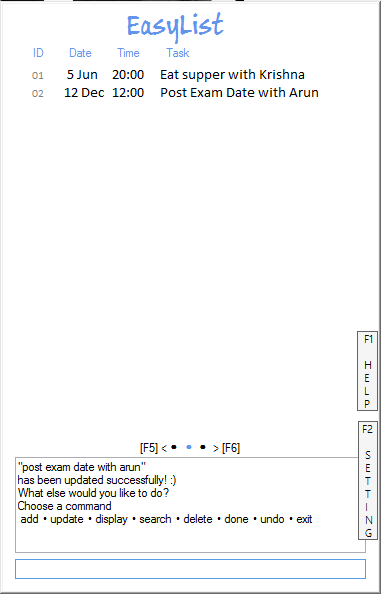 EasyList
ID Date Time Task
01 5 Jun 20:00 Eat supper with Krishna
02 12 Dec 12:00 Post Exam Date with Arun
F1
H
E
L
P
F2
S
E
T
T
I
N
G
[F5] < • • • > [F6]
"post exam date with arun"
has been updated successfully! :)
What else would you like to do?
Choose a command
add • update • display • search • delete • done • undo • exit